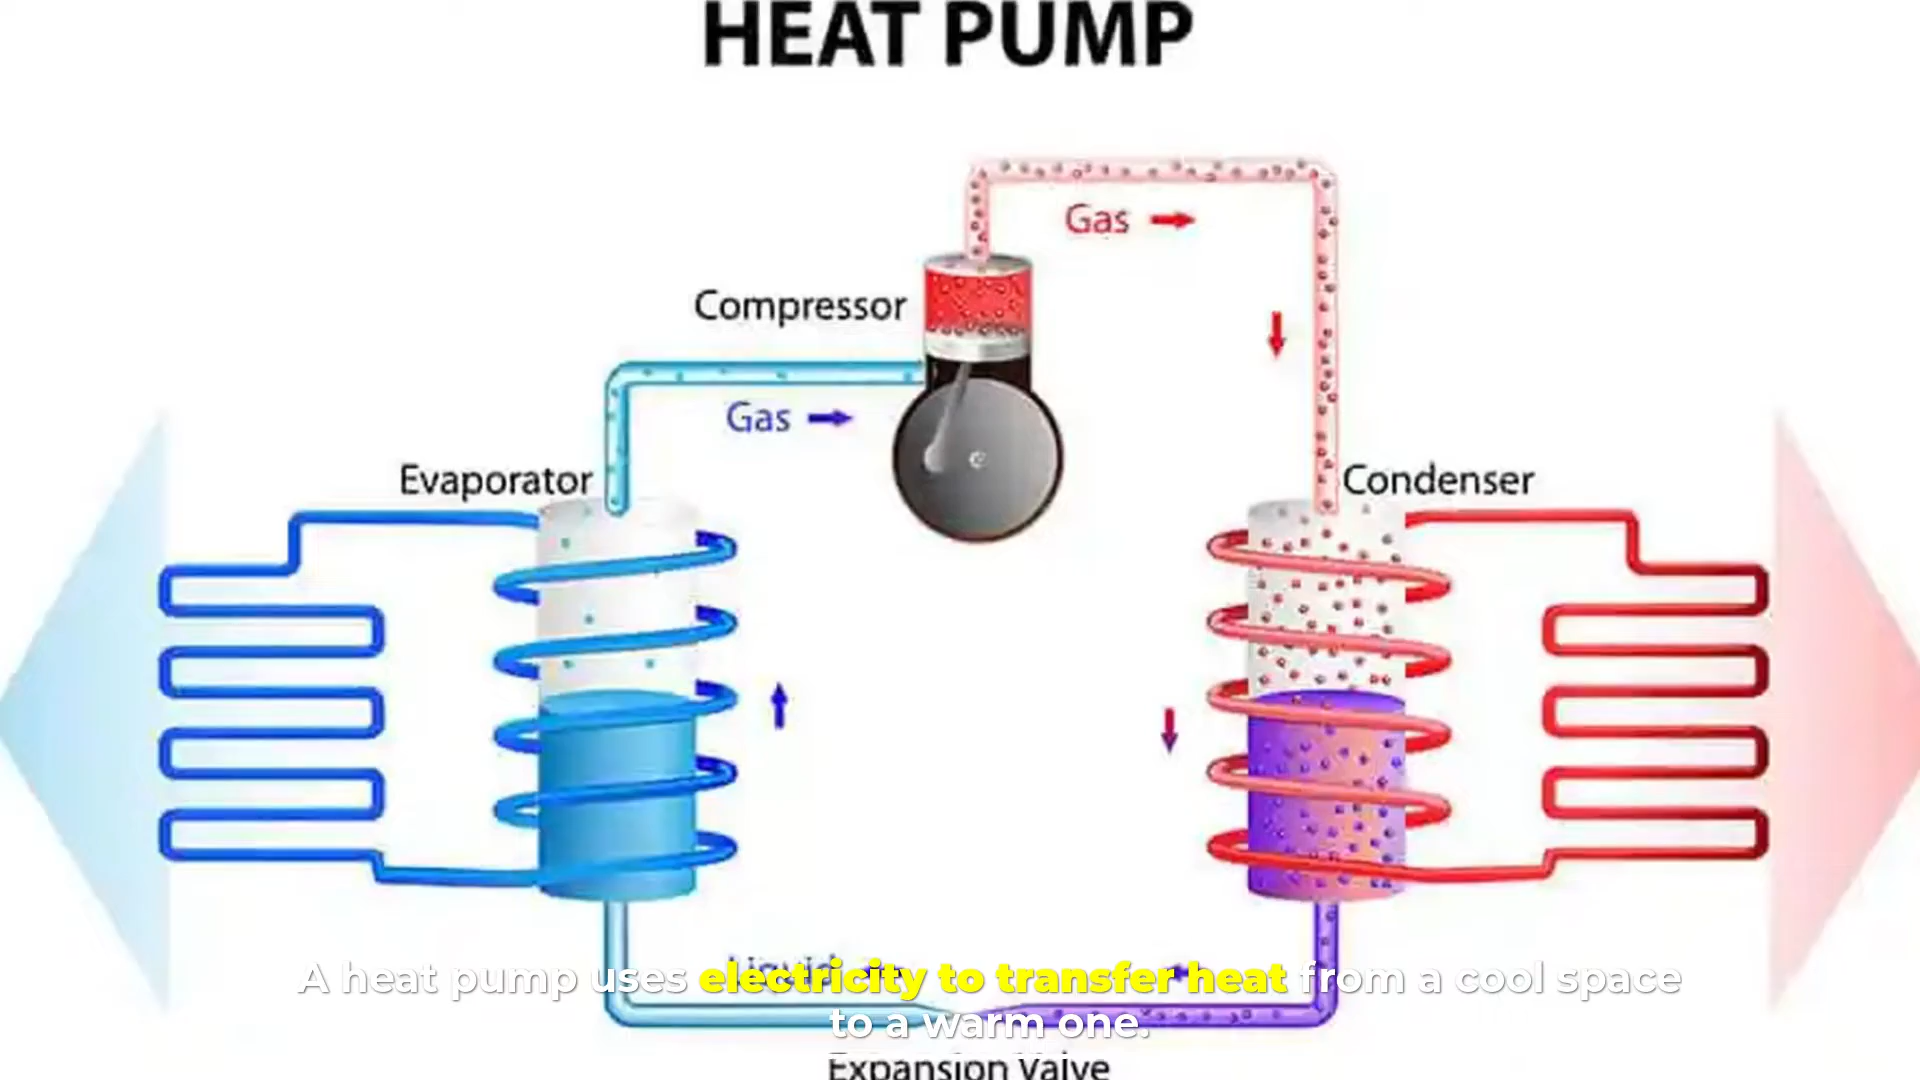 HEAT PUMP
Gas
Compressor
Gas
Evaporator
Condenser
Liquid
A heat pump uses electricity to transfer heat from a cool space
to a warm one.
Expansion Valve